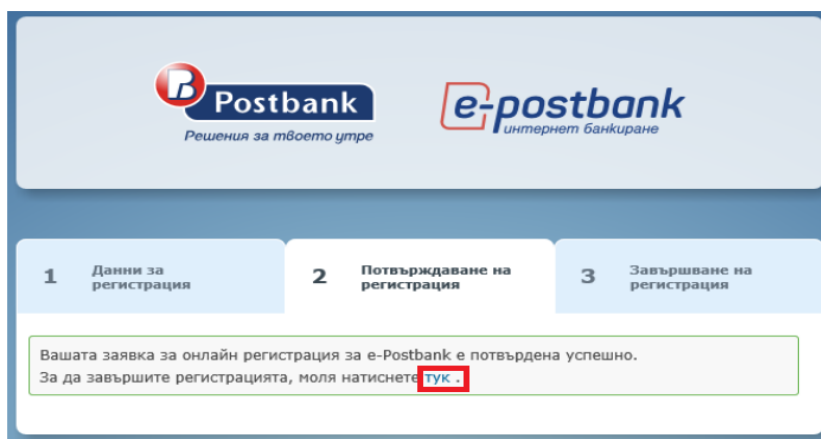 Postbank
Решения за твоето утре
e-postbank
интернет банкиране
1 Данни за
регистрация
2 Потвърждаване на
регистрация
3 Завършване на
регистрация
Вашата заявка за онлайн регистрация за e-Postbank е потвърдена успешно.
За да завършите регистрацията, моля натиснете тук .